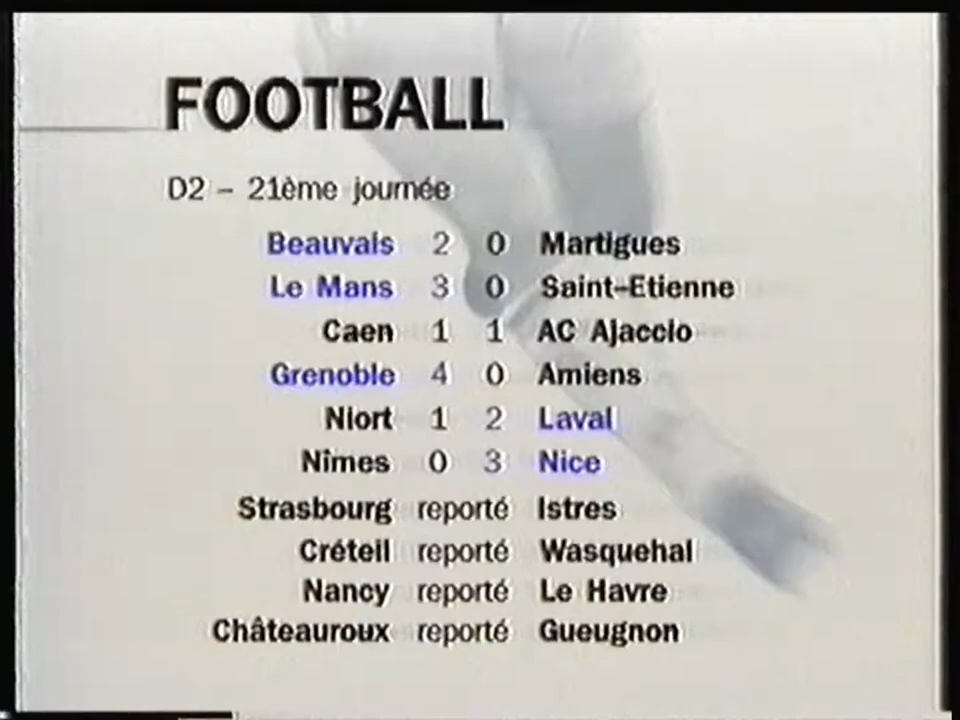 FOOTBALL
D2 – 21ème journée
Beauvais 2 0 Martigues
Le Mans 3 0 Saint–Etienne
Caen 1 1 AC Ajaccio
Grenoble 4 0 Amiens
Niort 1 2 Laval
Nîmes 0 3 Nice
Strasbourg reporté Istres
Créteil reporté Wasquehal
Nancy reporté Le Havre
Châteauroux reporté Gueugnon